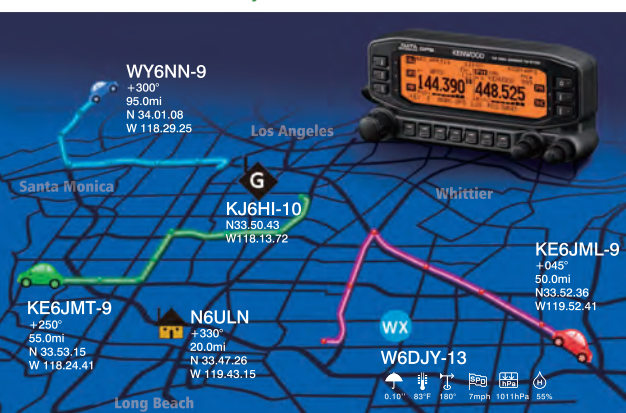 KENWOOD
144.390
448.525
WY6NN-9
+300°
95.0mi
N 34.01.08
W 118.29.25
Los Angeles
Santa Monica
G
Whittier
KJ6HI-10
N33.50.43
W118.13.72
KE6JML-9
+045°
50.0mi
N33.52.36
W119.52.41
KE6JMT-9
+250°
55.0mi
N 33.53.15
W 118.24.41
N6ULN
+330°
20.0mi
N 33.47.26
W 119.43.15
WX
W6DJY-13
SPD
hPa
H
0.10"
83°F
180°
7mph
1011hPa
55%
Long Beach